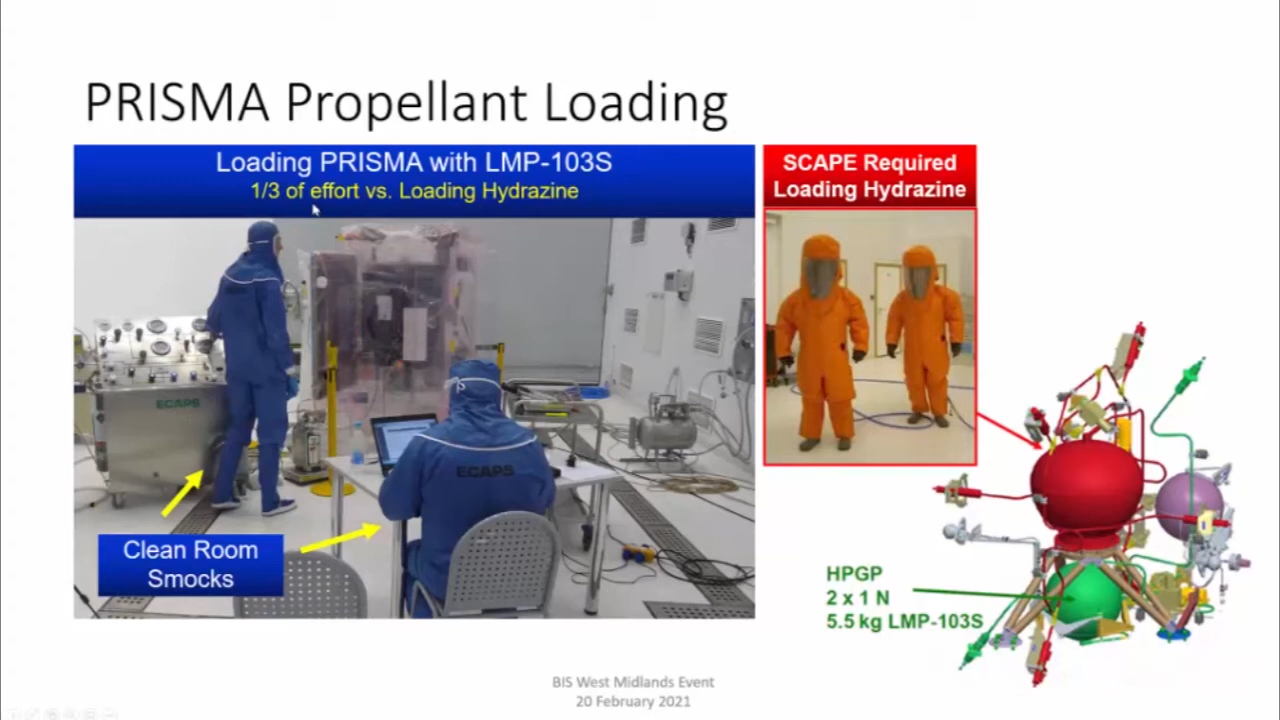 PRISMA Propellant Loading
Loading PRISMA with LMP-103S
1/3 of effort vs. Loading Hydrazine
SCAPE Required
Loading Hydrazine
ECAPS
ECAPS
Clean Room
Smocks
HPGP
2 x 1 N
5.5 kg LMP-103S
BIS West Midlands Event
20 February 2021